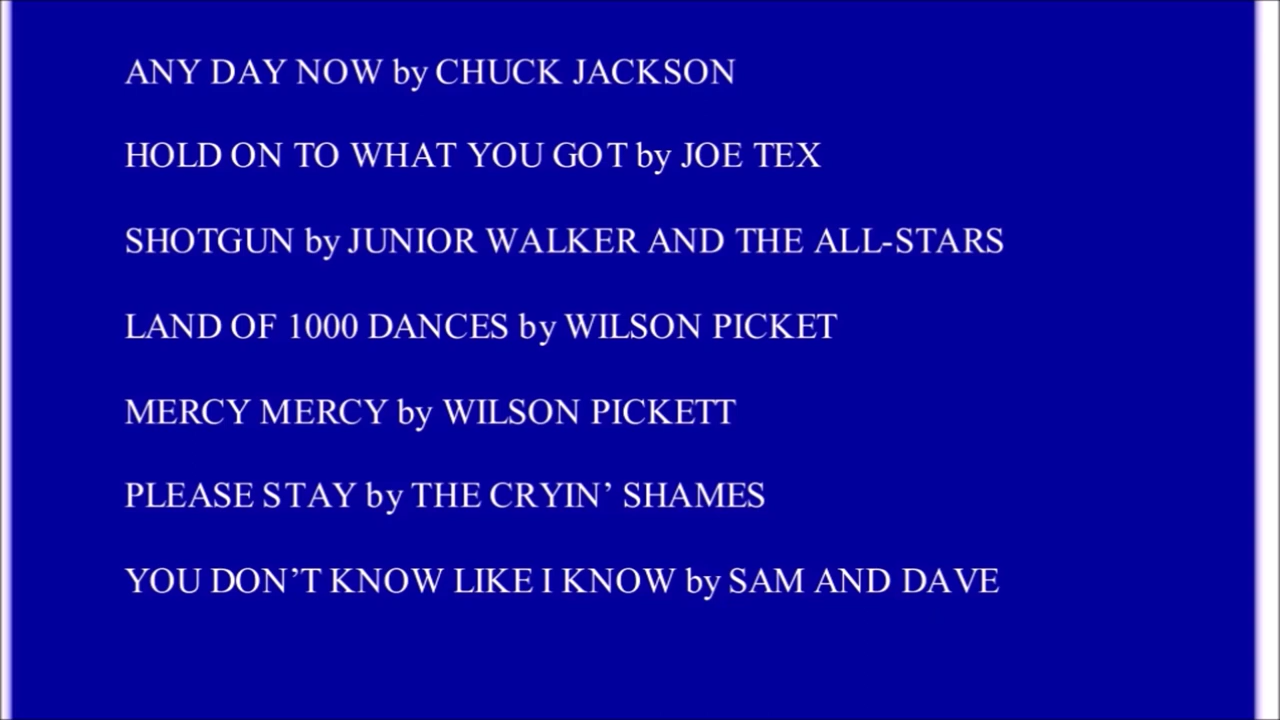 ANY DAY NOW by CHUCK JACKSON
HOLD ON TO WHAT YOU GOT by JOE TEX
SHOTGUN by JUNIOR WALKER AND THE ALL-STARS
LAND OF 1000 DANCES by WILSON PICKET
MERCY MERCY by WILSON PICKETT
PLEASE STAY by THE CRYIN’ SHAMES
YOU DON’T KNOW LIKE I KNOW by SAM AND DAVE